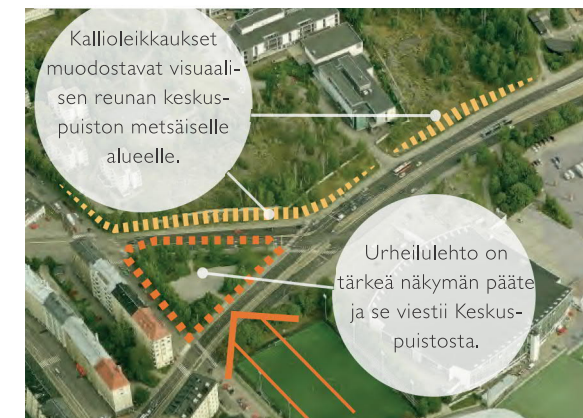 Kallioleikkaukset
muodostavat visuaali-
sen reunan keskus-
puiston metsäiselle
alueelle.
Urheilulehto on
tärkeä näkymän pääte
ja se viestii Keskus-
puistosta.